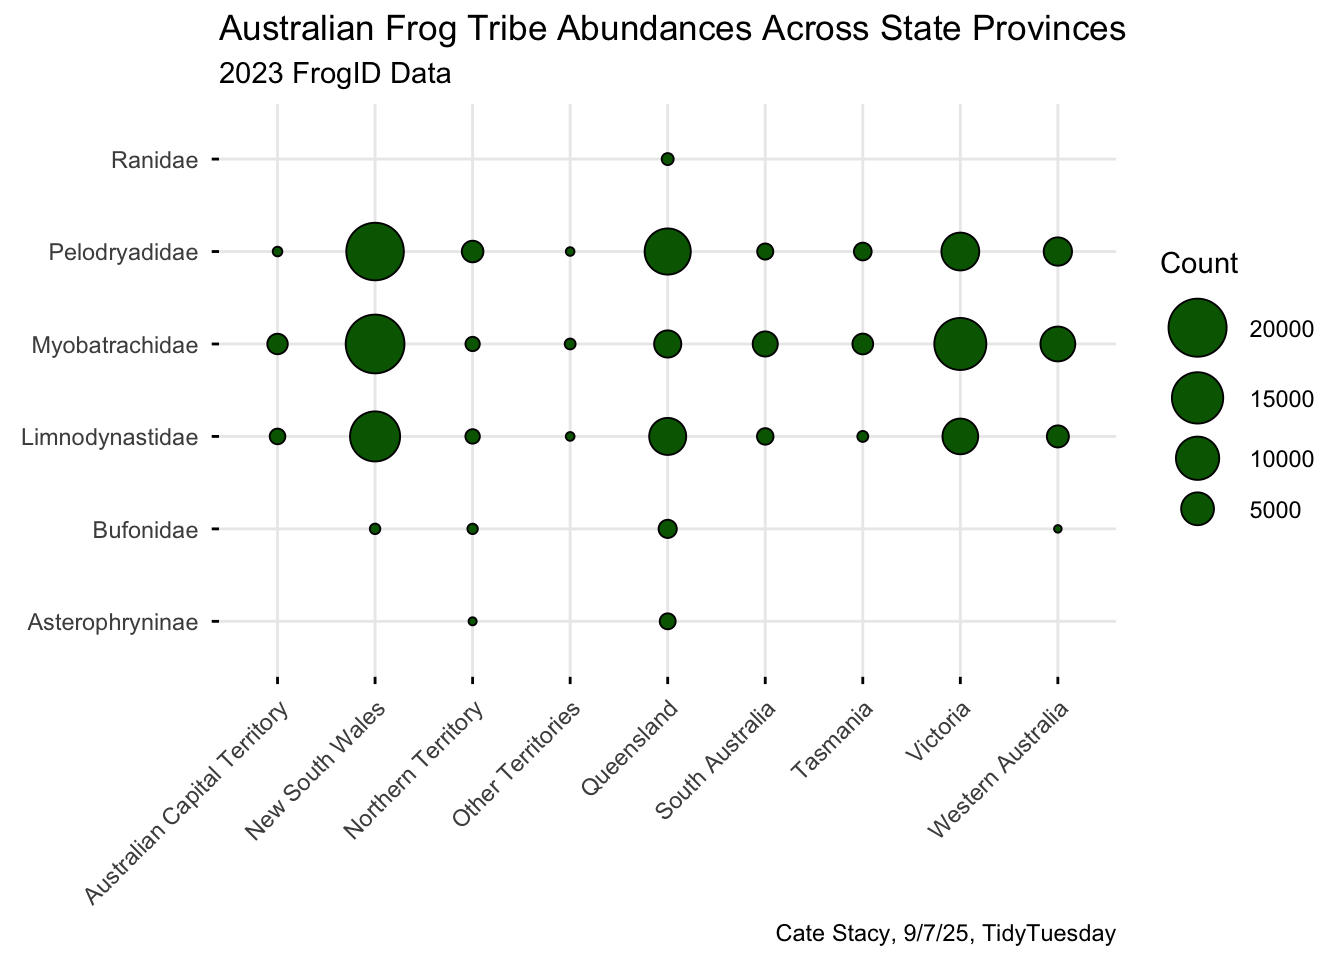 Australian Frog Tribe Abundances Across State Provinces
2023 FrogID Data
Ranidae
Pelodryadidae
Myobatrachidae
Limnodynastidae
Bufonidae
Asterophryninae
Australian Capital Territory
New South Wales
Northern Territory
Other Territories
Queensland
South Australia
Tasmania
Victoria
Western Australia
Count
20000
15000
10000
5000
Cate Stacy, 9/7/25, TidyTuesday